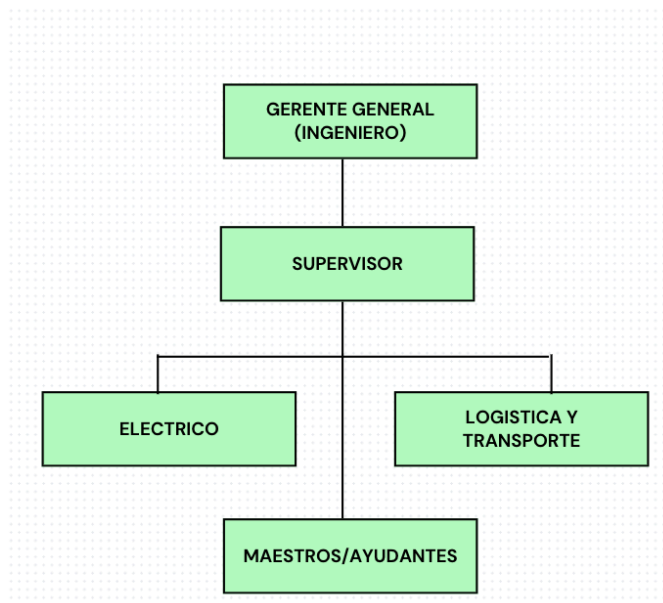 GERENTE GENERAL
(INGENIERO)
SUPERVISOR
ELECTRICO
LOGISTICA Y
TRANSPORTE
MAESTROS/AYUDANTES